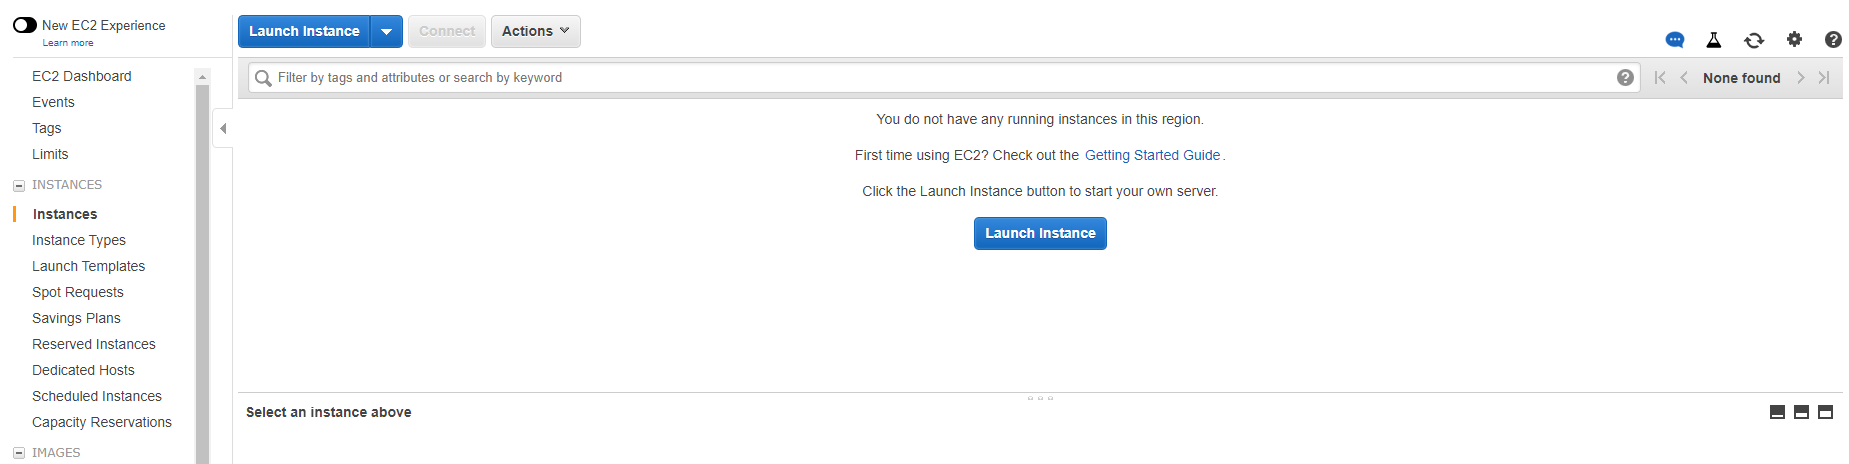 New EC2 Experience
Learn more
EC2 Dashboard
Events
Tags
Limits
INSTANCES
Instances
Instance Types
Launch Templates
Spot Requests
Savings Plans
Reserved Instances
Dedicated Hosts
Scheduled Instances
Capacity Reservations
IMAGES
Launch Instance Connect Actions
Filter by tags and attributes or search by keyword None found
You do not have any running instances in this region.
First time using EC2? Check out the Getting Started Guide.
Click the Launch Instance button to start your own server.
Launch Instance
Select an instance above